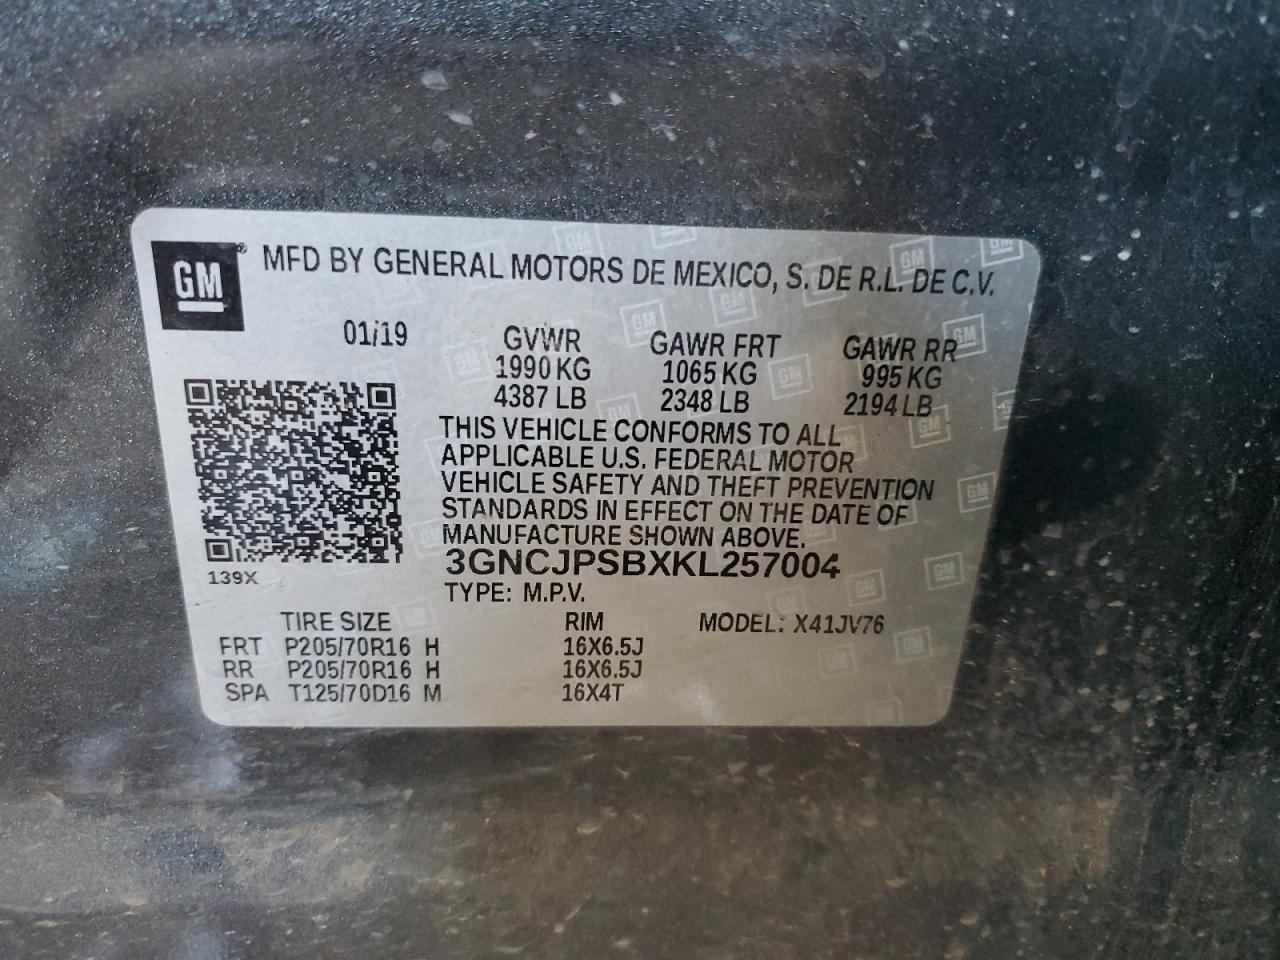 GM® MFD BY GENERAL MOTORS DE MEXICO, S. DE R.L. DE C.V.
01/19 GVWR GAWR FRT GAWR RR
1990 KG 1065 KG 995 KG
4387 LB 2348 LB 2194 LB
THIS VEHICLE CONFORMS TO ALL
APPLICABLE U.S. FEDERAL MOTOR
VEHICLE SAFETY AND THEFT PREVENTION
STANDARDS IN EFFECT ON THE DATE OF
MANUFACTURE SHOWN ABOVE.
3GNCJPSBXKL257004
139X
TYPE: M.P.V.
TIRE SIZE RIM MODEL: X41JV76
FRT P205/70R16 H 16X6.5J
RR P205/70R16 H 16X6.5J
SPA T125/70D16 M 16X4T